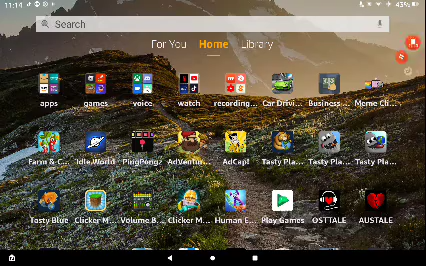 11:14
43%
Search
For You Home Library
apps games voice watch recording... Car Drivi... Business... Meme Cli...
Farm & C... Idle World PingPong2 AdVentur... AdCap! Tasty Pla... Tasty Pla... Tasty Pla...
Tasty Blue Clicker M... Volume B... Clicker M... Human E... Play Games OSTTALE AUSTALE